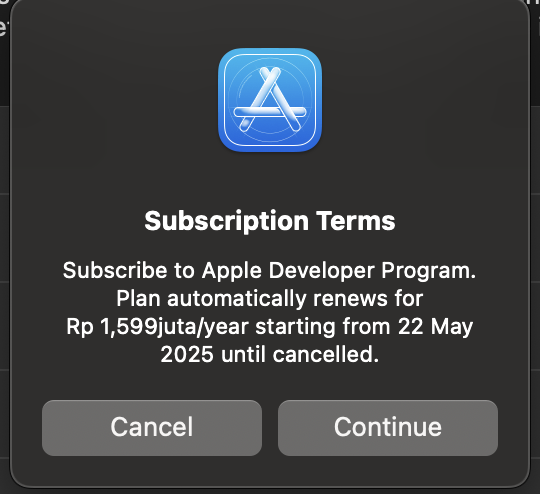 Subscription Terms
Subscribe to Apple Developer Program.
Plan automatically renews for
Rp 1,599juta/year starting from 22 May
2025 until cancelled.
Cancel
Continue